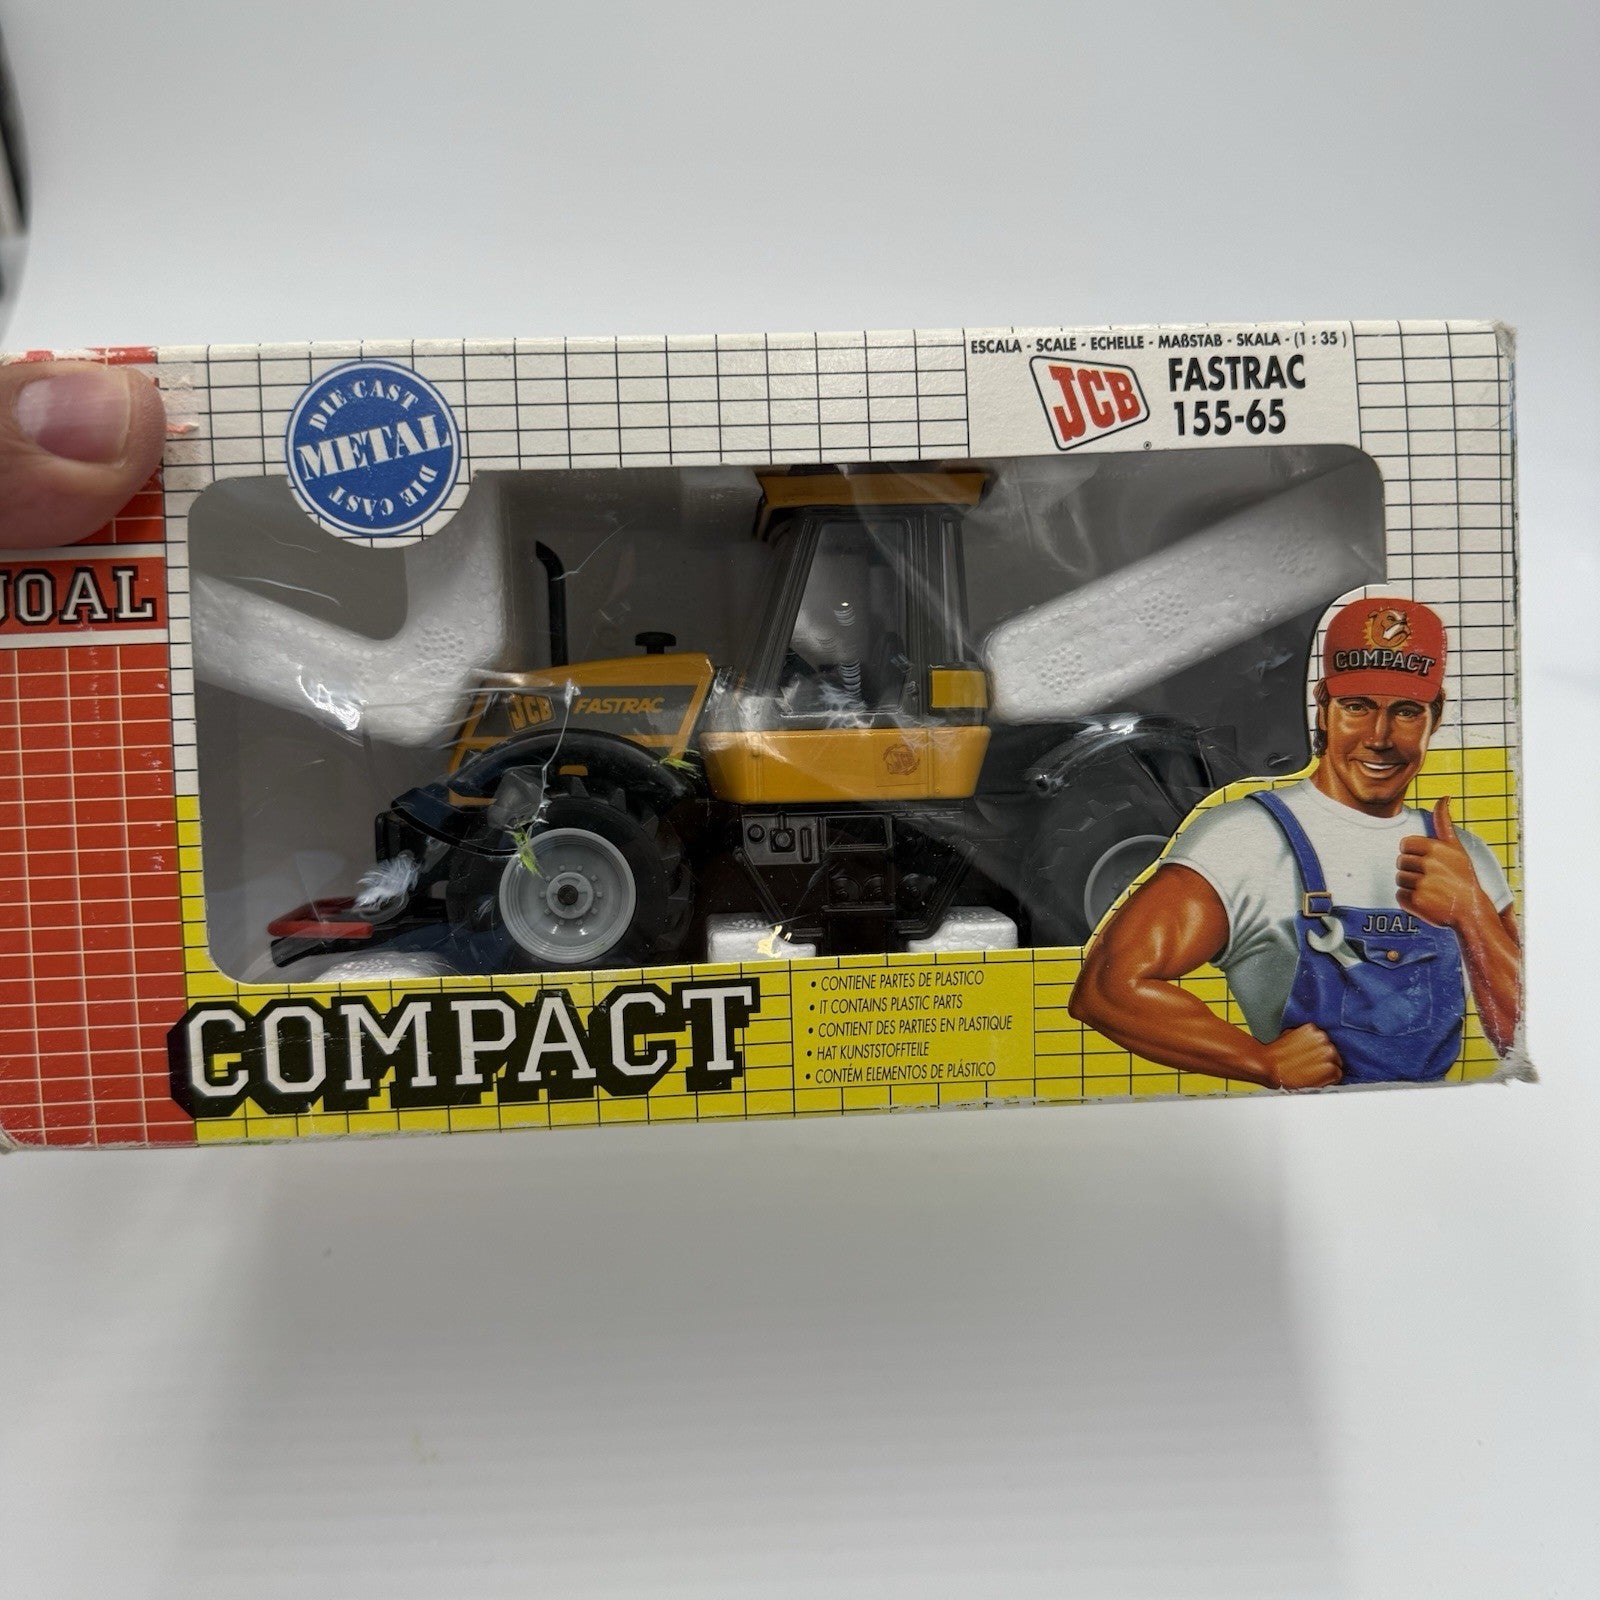 ESCALA - SCALE - ECHELLE - MAßSTAB - SKALA - (1 : 35)
JCB
FASTRAC
155-65
DIE CAST
METAL
DIE CAST
JOAL
JCB FASTRAC
COMPACT
JOAL
COMPACT
• CONTIENE PARTES DE PLASTICO
• IT CONTAINS PLASTIC PARTS
• CONTIENT DES PARTIES EN PLASTIQUE
• HAT KUNSTSTOFFTEILE
• CONTÉM ELEMENTOS DE PLÁSTICO